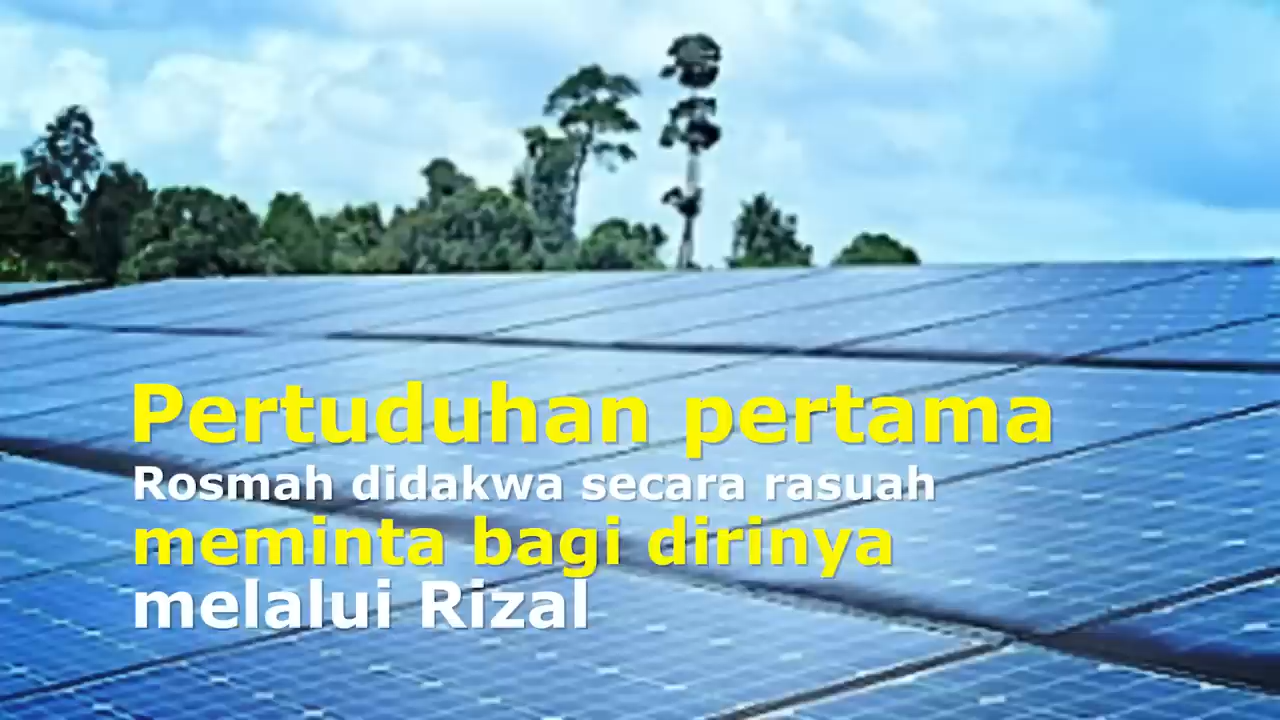 Pertuduhan pertama
Rosmah didakwa secara rasuah
meminta bagi dirinya
melalui Rizal